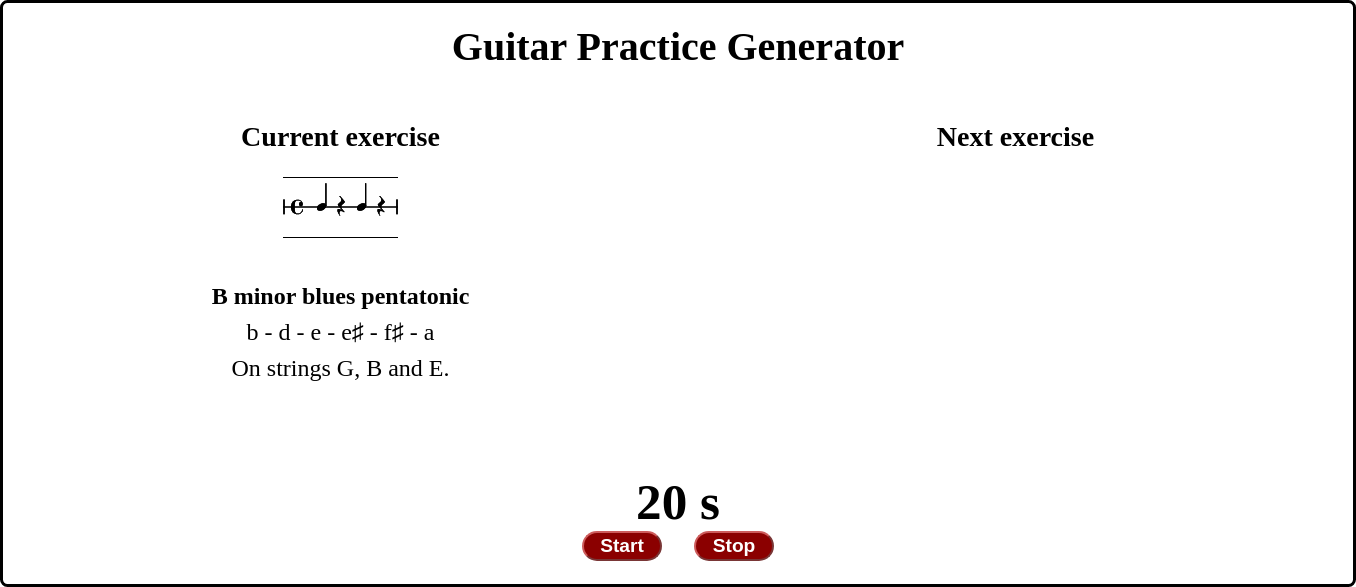 Guitar Practice Generator
Current exercise
Next exercise
B minor blues pentatonic
b - d - e - e♯ - f♯ - a
On strings G, B and E.
20 s
Start
Stop